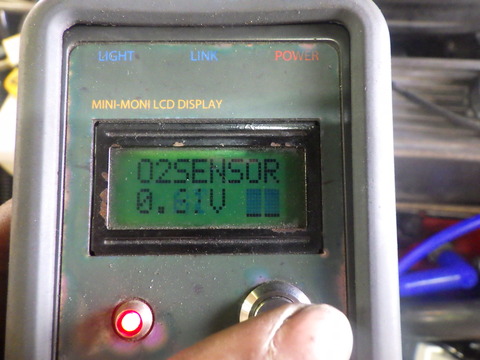 LIGHT LINK POWER
MINI-MONI LCD DISPLAY
O2SENSOR
0.61V